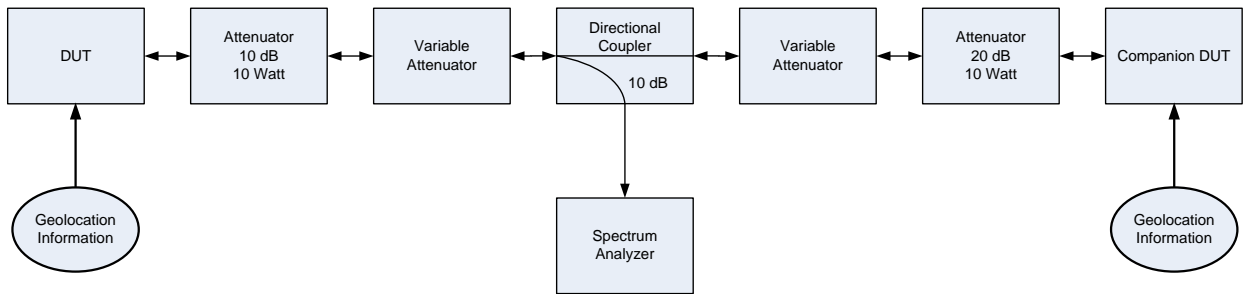 DUT
Attenuator
10 dB
10 Watt
Variable
Attenuator
Directional
Coupler
10 dB
Variable
Attenuator
Attenuator
20 dB
10 Watt
Companion DUT
Geolocation
Information
Spectrum
Analyzer
Geolocation
Information